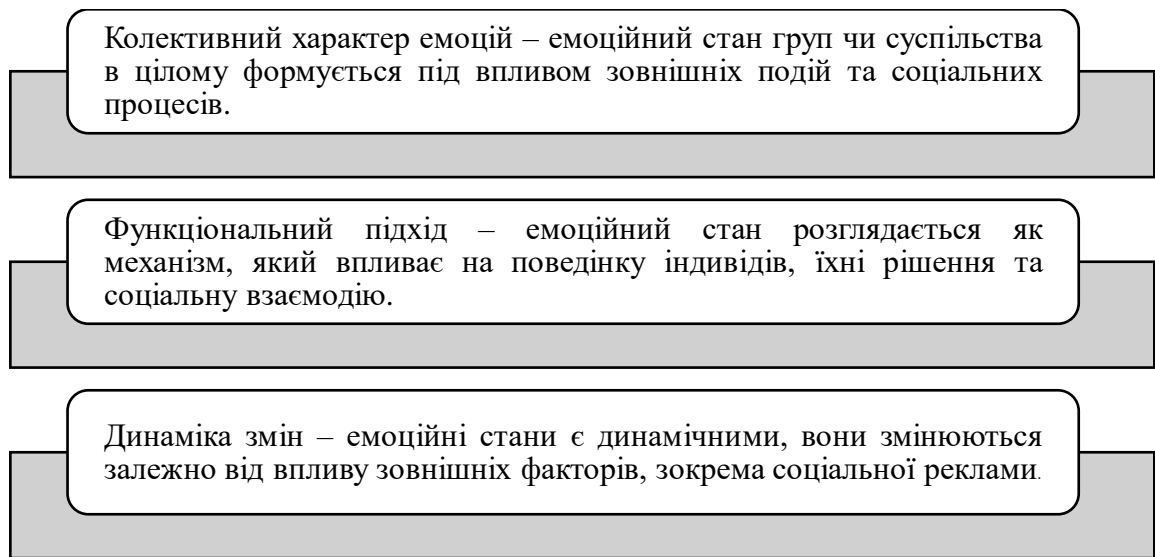 Колективний характер емоцій – емоційний стан груп чи суспільства
в цілому формується під впливом зовнішніх подій та соціальних
процесів.
Функціональний підхід – емоційний стан розглядається як
механізм, який впливає на поведінку індивідів, їхні рішення та
соціальну взаємодію.
Динаміка змін – емоційні стани є динамічними, вони змінюються
залежно від впливу зовнішніх факторів, зокрема соціальної реклами.